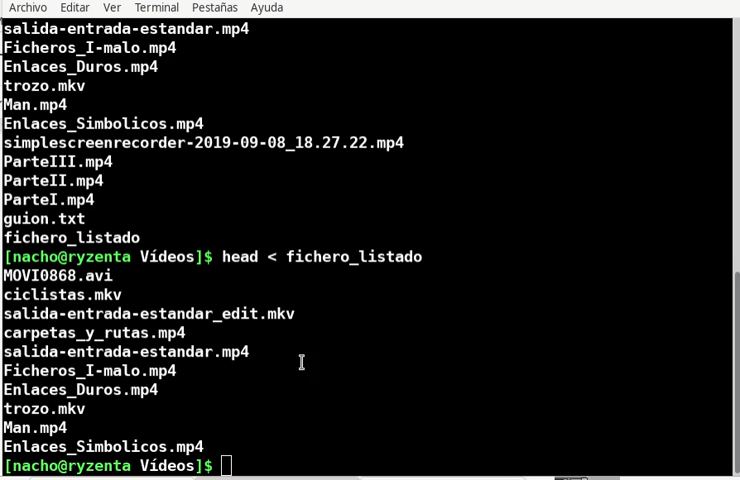 Archivo Editar Ver Terminal Pestañas Ayuda
salida-entrada-estandar.mp4
Ficheros_I-malo.mp4
Enlaces_Duros.mp4
trozo.mkv
Man.mp4
Enlaces_Simbolicos.mp4
simplescreenrecorder-2019-09-08_18.27.22.mp4
ParteIII.mp4
ParteII.mp4
ParteI.mp4
guion.txt
fichero_listado
[nacho@ryzenta Vídeos]$ head < fichero_listado
MOVI0868.avi
ciclistas.mkv
salida-entrada-estandar_edit.mkv
carpetas_y_rutas.mp4
salida-entrada-estandar.mp4
Ficheros_I-malo.mp4
Enlaces_Duros.mp4
trozo.mkv
Man.mp4
Enlaces_Simbolicos.mp4
[nacho@ryzenta Vídeos]$